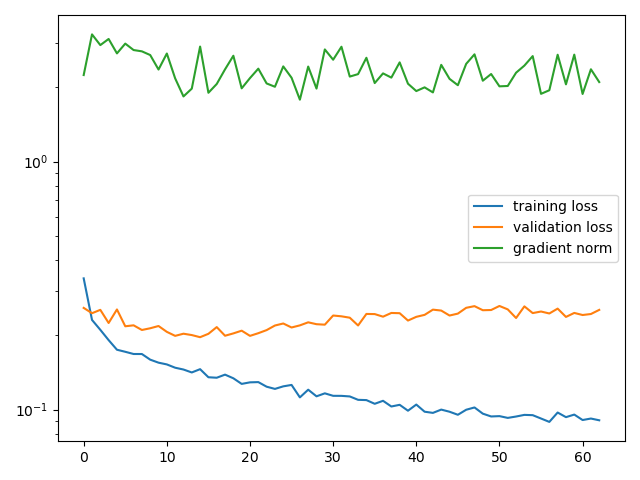 10⁰
training loss
validation loss
gradient norm
10⁻¹
0 10 20 30 40 50 60